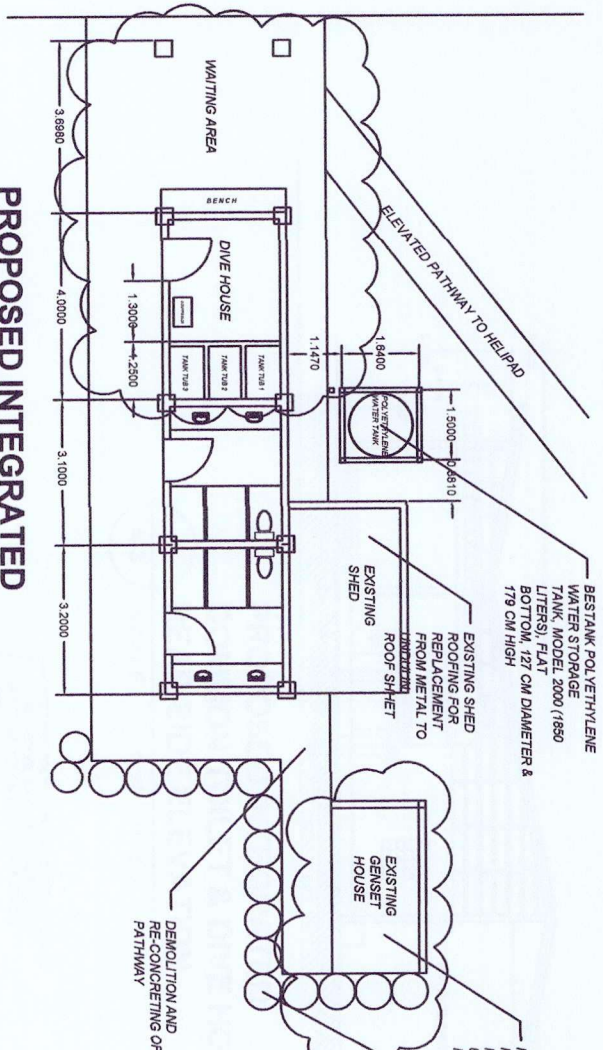 BESTANK POLYETHYLENE
WATER STORAGE
TANK, MODEL 2000 (1850
LITERS), FLAT
BOTTOM, 127 CM DIAMETER &
179 CM HIGH
ELEVATED PATHWAY TO HELIPAD
1.5000
0.8810
1.6400
1.1470
POLYETHYLENE
WATER TANK
EXISTING SHED
ROOFING FOR
REPLACEMENT
FROM METAL TO
ROOF SHHET
EXISTING
SHED
EXISTING
GENSET
HOUSE
WAITING AREA
BENCH
DIVE HOUSE
TANK TUB 1
TANK TUB 2
TANK TUB 3
1.3000
1.2500
3.6980
4.0000
3.1000
3.2000
DEMOLITION AND
RE-CONCRETING OF
PATHWAY
PROPOSED INTEGRATED